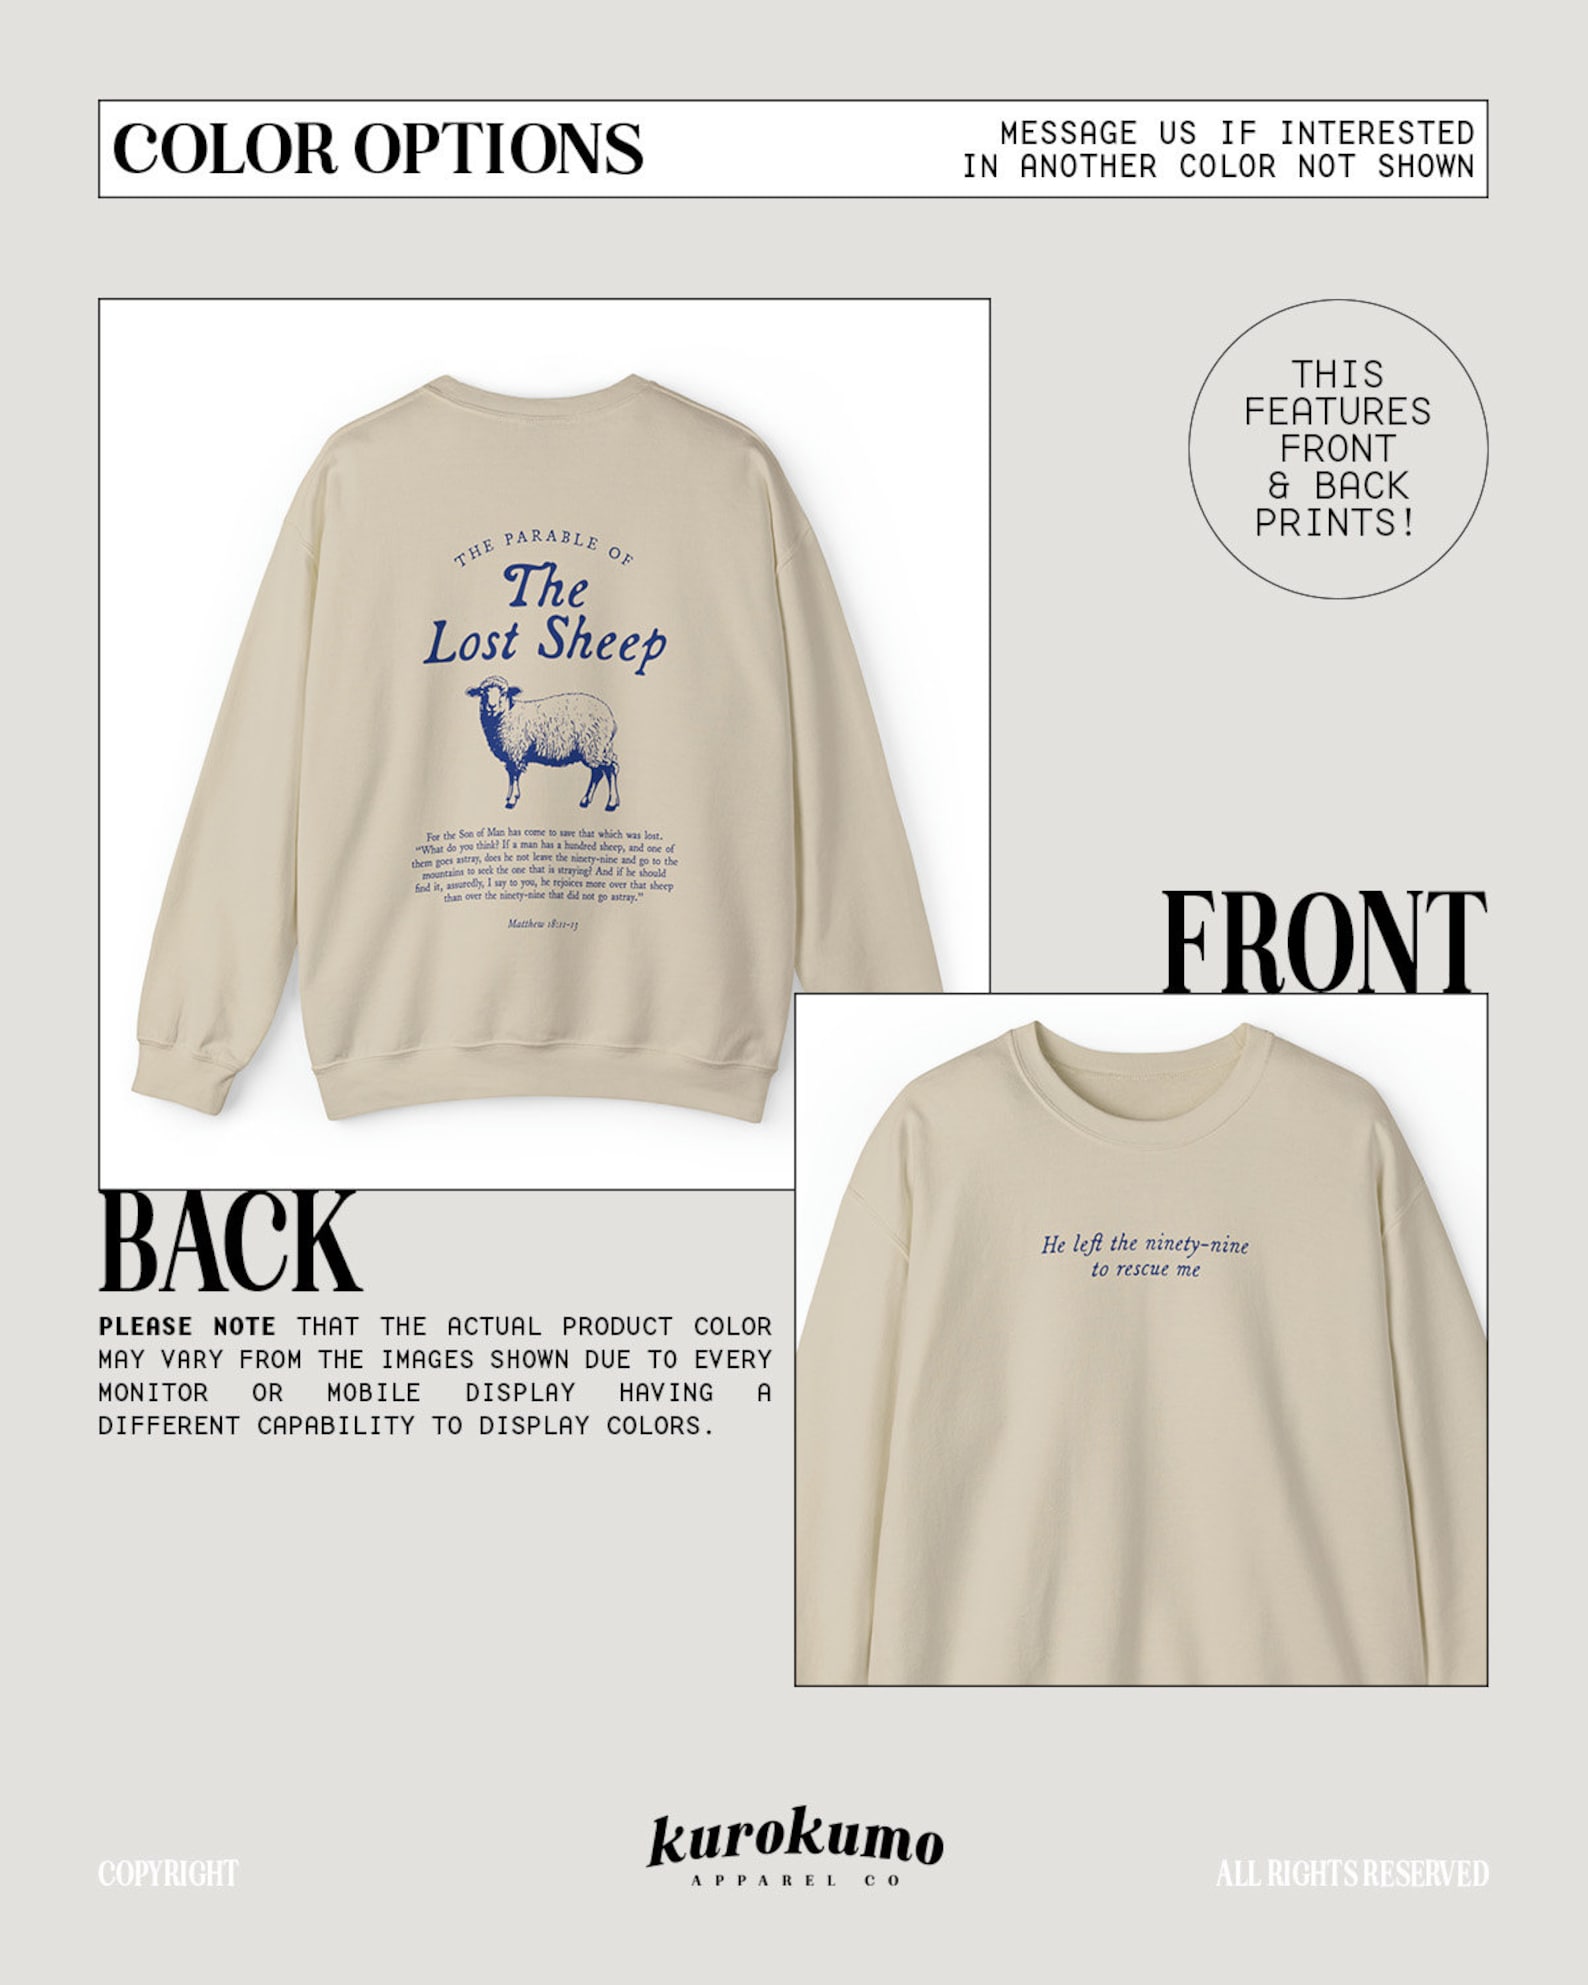 COLOR OPTIONS
MESSAGE US IF INTERESTED
IN ANOTHER COLOR NOT SHOWN
THIS
FEATURES
FRONT
& BACK
PRINTS!
THE PARABLE OF
The
Lost Sheep
For the Son of Man has come to save that which was lost.
"What do you think? If a man has a hundred sheep, and one of
them goes astray, does he not leave the ninety-nine and go to the
mountains to seek the one that is straying? And if he should
find it, assuredly, I say to you, he rejoices more over that sheep
than over the ninety-nine that did not go astray."
Matthew 18:11-13
FRONT
He left the ninety-nine
to rescue me
BACK
PLEASE NOTE THAT THE ACTUAL PRODUCT COLOR
MAY VARY FROM THE IMAGES SHOWN DUE TO EVERY
MONITOR OR MOBILE DISPLAY HAVING A
DIFFERENT CAPABILITY TO DISPLAY COLORS.
COPYRIGHT
kurokumo
APPAREL CO
ALL RIGHTS RESERVED